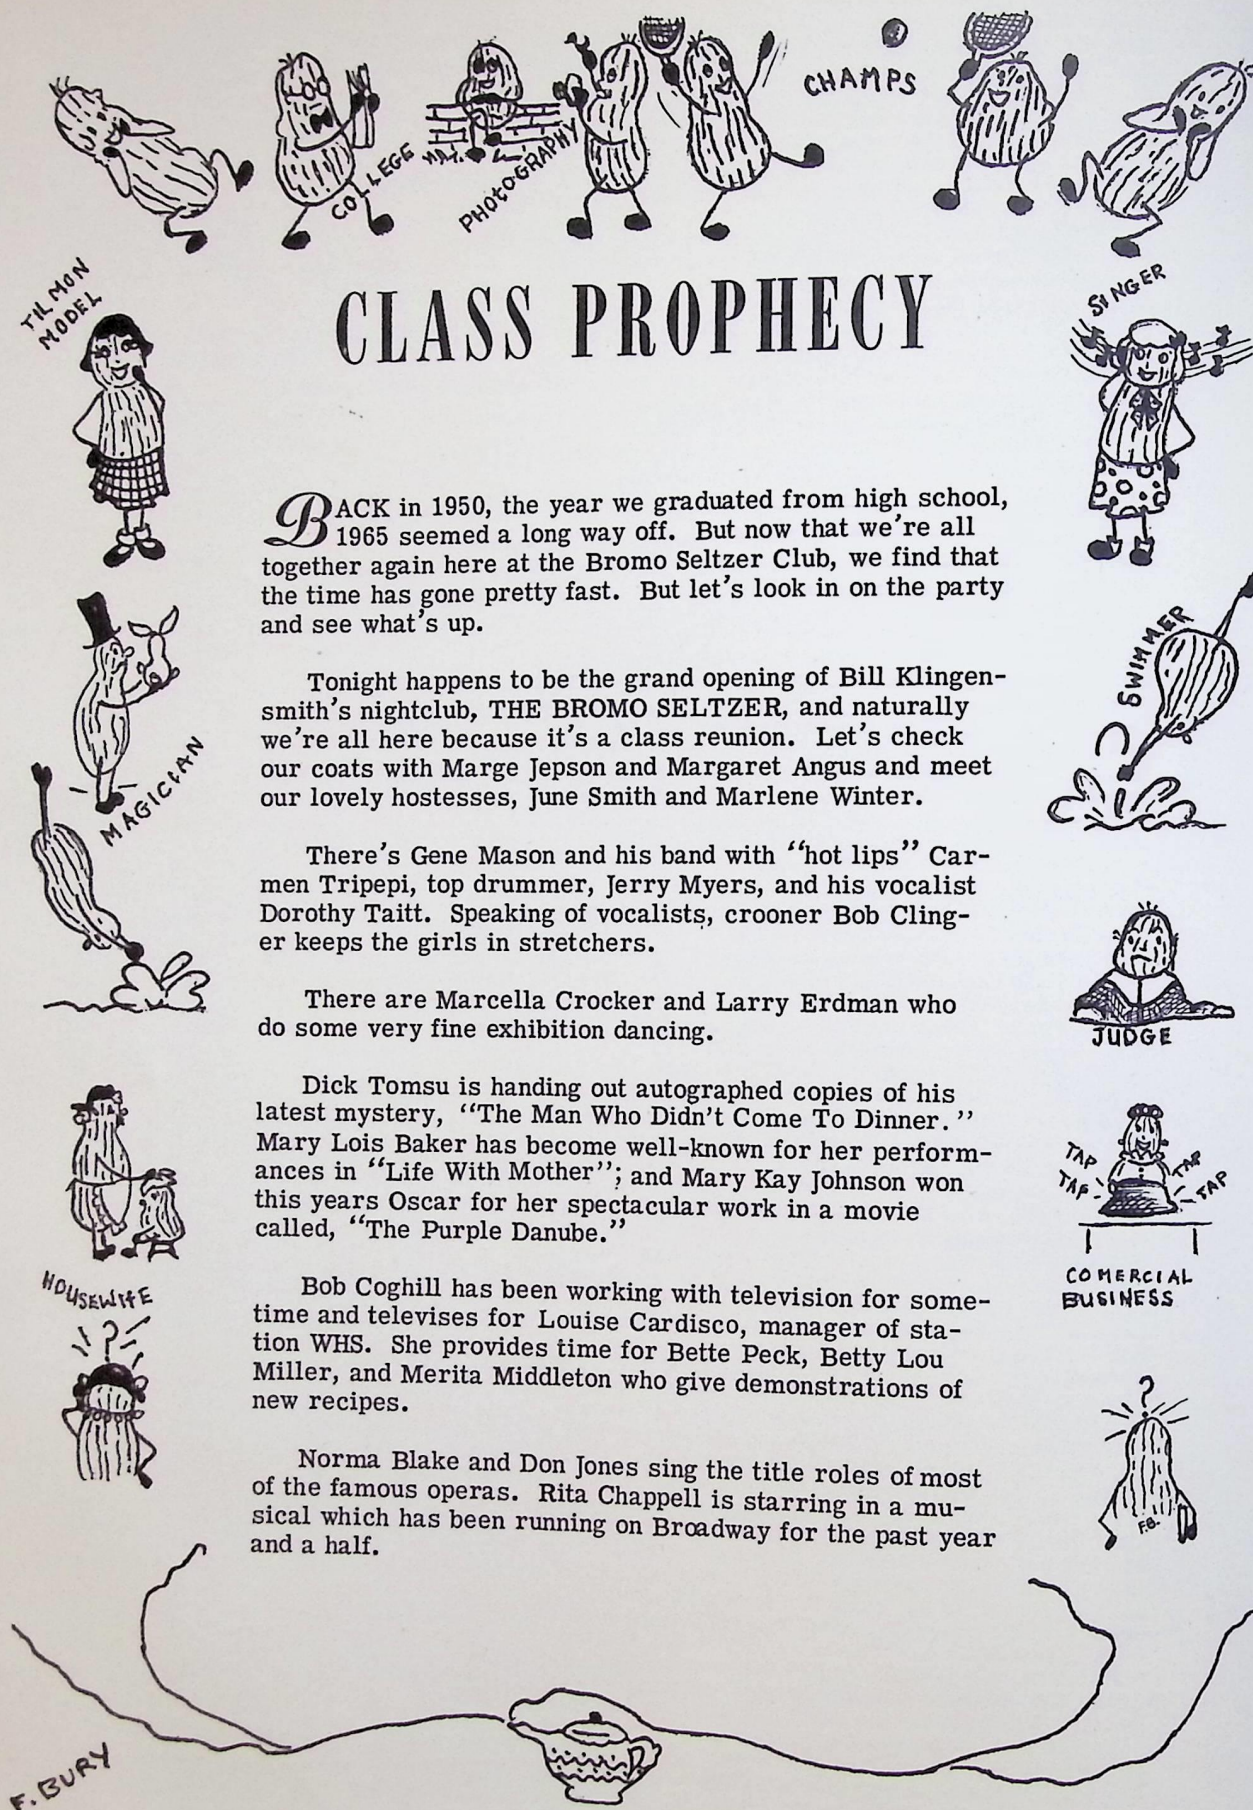 CHAMPS
COLLEGE
PHOTOGRAPHY
TILMON
MODEL
SINGER
CLASS PROPHECY
BACK in 1950, the year we graduated from high school,
1965 seemed a long way off. But now that we're all
together again here at the Bromo Seltzer Club, we find that
the time has gone pretty fast. But let's look in on the party
and see what's up.
SWIMMER
Tonight happens to be the grand opening of Bill Klingen-
smith's nightclub, THE BROMO SELTZER, and naturally
we're all here because it's a class reunion. Let's check
our coats with Marge Jepson and Margaret Angus and meet
our lovely hostesses, June Smith and Marlene Winter.
MAGICIAN
There's Gene Mason and his band with "hot lips" Car-
men Tripepi, top drummer, Jerry Myers, and his vocalist
Dorothy Taitt. Speaking of vocalists, crooner Bob Cling-
er keeps the girls in stretchers.
There are Marcella Crocker and Larry Erdman who
do some very fine exhibition dancing.
JUDGE
Dick Tomsu is handing out autographed copies of his
latest mystery, "The Man Who Didn't Come To Dinner."
Mary Lois Baker has become well-known for her perform-
ances in "Life With Mother"; and Mary Kay Johnson won
this years Oscar for her spectacular work in a movie
called, "The Purple Danube."
TAP TAP
TAP TAP
COMERCIAL
BUSINESS
HOUSEWIFE
?
Bob Coghill has been working with television for some-
time and televises for Louise Cardisco, manager of sta-
tion WHS. She provides time for Bette Peck, Betty Lou
Miller, and Merita Middleton who give demonstrations of
new recipes.
?
F.B.
Norma Blake and Don Jones sing the title roles of most
of the famous operas. Rita Chappell is starring in a mu-
sical which has been running on Broadway for the past year
and a half.
F. BURY